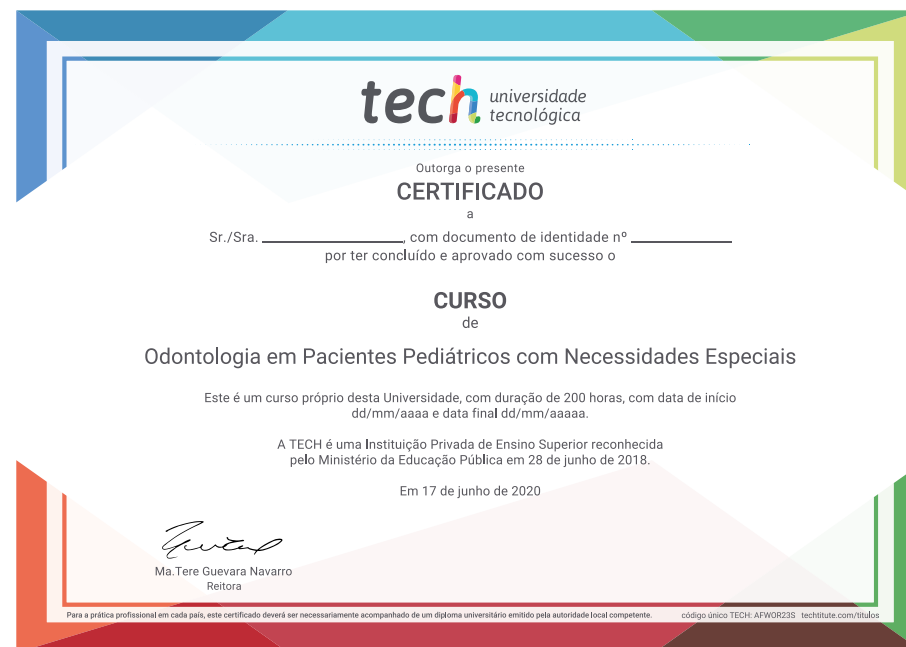 tech universidade
tecnológica
Outorga o presente
CERTIFICADO
a
Sr./Sra. ______________, com documento de identidade nº __________
por ter concluído e aprovado com sucesso o
CURSO
de
Odontologia em Pacientes Pediátricos com Necessidades Especiais
Este é um curso próprio desta Universidade, com duração de 200 horas, com data de início
dd/mm/aaaa e data final dd/mm/aaaaa.
A TECH é uma Instituição Privada de Ensino Superior reconhecida
pelo Ministério da Educação Pública em 28 de junho de 2018.
Em 17 de junho de 2020
Ma.Tere Guevara Navarro
Reitora
Para a prática profissional em cada país, este certificado deverá ser necessariamente acompanhado de um diploma universitário emitido pela autoridade local competente. código único TECH: AFWOR23S techtitute.com/titulos